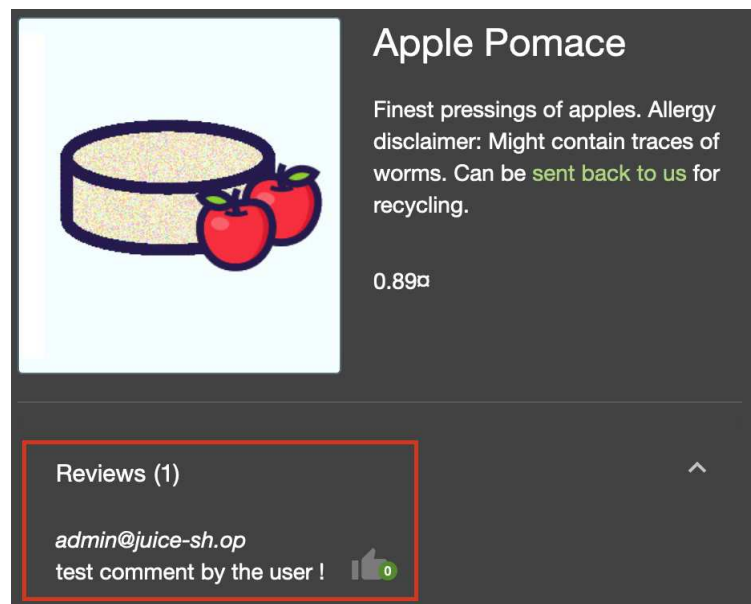 Apple Pomace
Finest pressings of apples. Allergy
disclaimer: Might contain traces of
worms. Can be sent back to us for
recycling.
0.89¤
Reviews (1)
admin@juice-sh.op
test comment by the user !
0